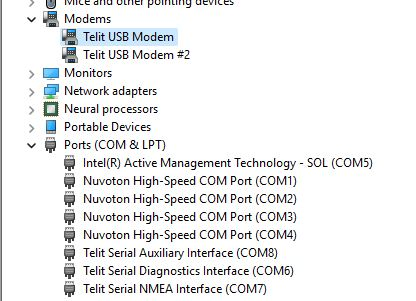 Mice and other pointing devices
Modems
Telit USB Modem
Telit USB Modem #2
Monitors
Network adapters
Neural processors
Portable Devices
Ports (COM & LPT)
Intel(R) Active Management Technology - SOL (COM5)
Nuvoton High-Speed COM Port (COM1)
Nuvoton High-Speed COM Port (COM2)
Nuvoton High-Speed COM Port (COM3)
Nuvoton High-Speed COM Port (COM4)
Telit Serial Auxiliary Interface (COM8)
Telit Serial Diagnostics Interface (COM6)
Telit Serial NMEA Interface (COM7)